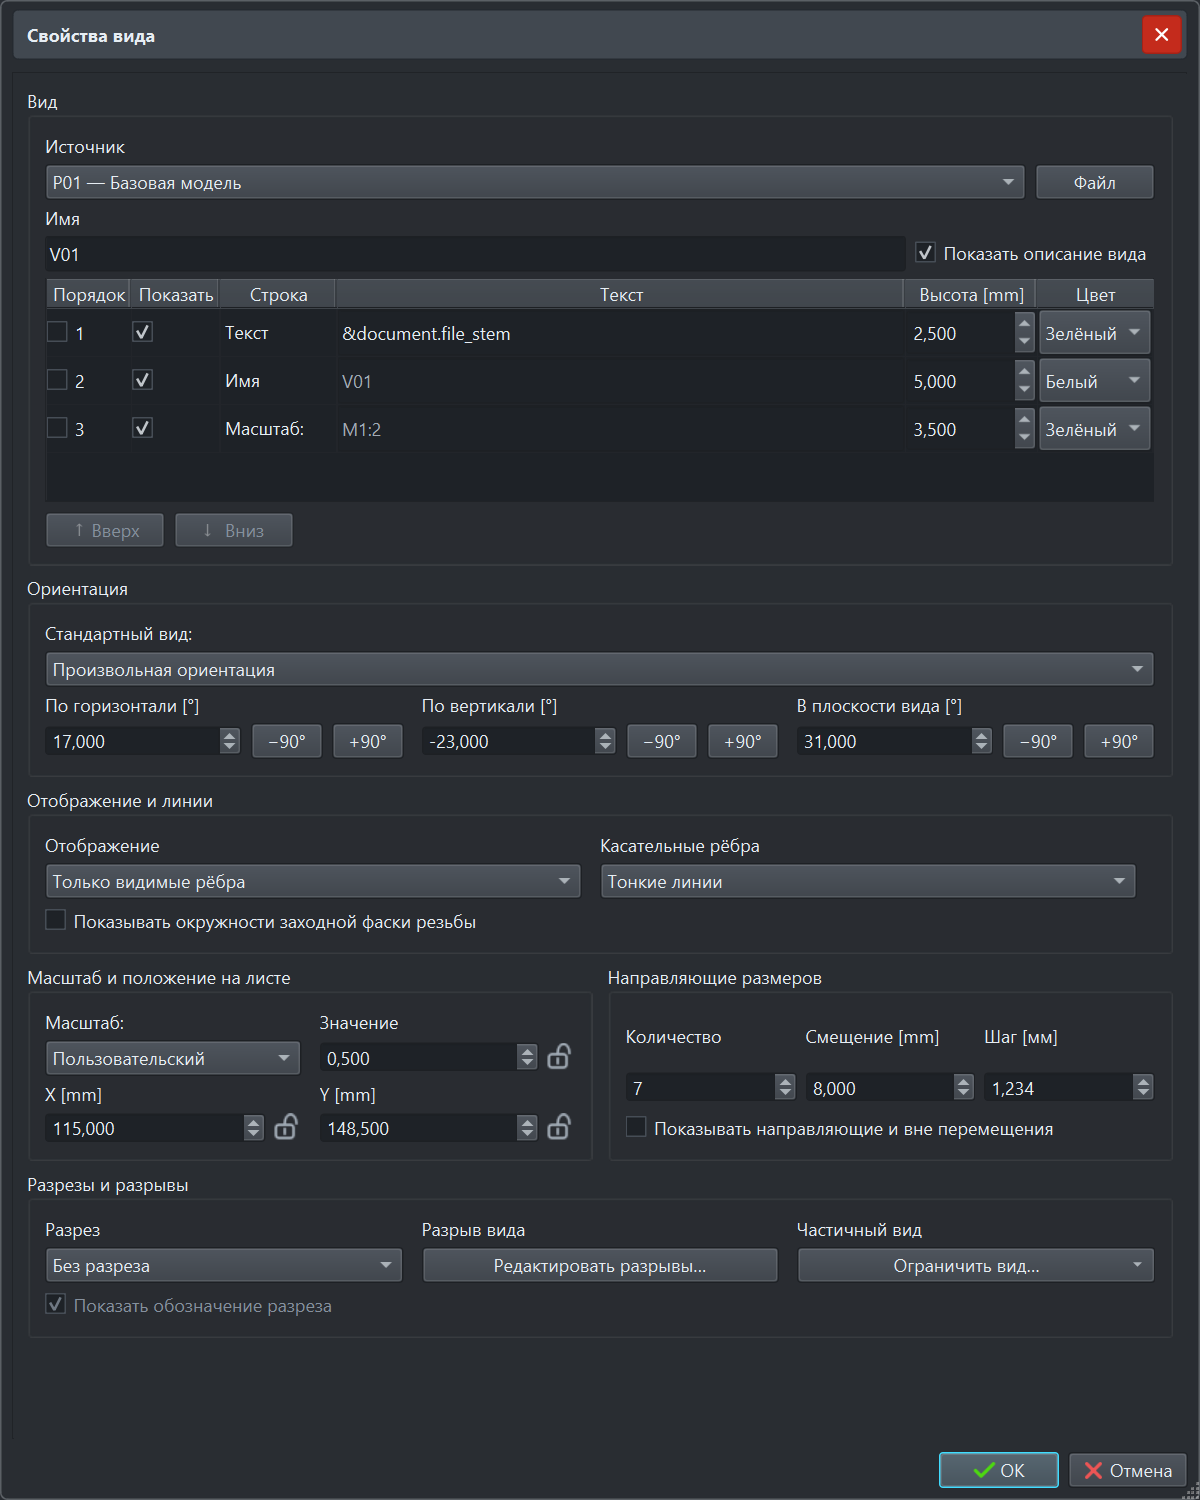 Свойства вида
Вид
Источник
P01 — Базовая модель
Файл
Имя
V01
Показать описание вида
Порядок Показать Строка Текст Высота [mm] Цвет
1 Текст &document.file_stem 2,500 Зелёный
2 Имя V01 5,000 Белый
3 Масштаб: M1:2 3,500 Зелёный
↑ Вверх ↓ Вниз
Ориентация
Стандартный вид:
Произвольная ориентация
По горизонтали [°] По вертикали [°] В плоскости вида [°]
17,000 −90° +90° -23,000 −90° +90° 31,000 −90° +90°
Отображение и линии
Отображение Касательные рёбра
Только видимые рёбра Тонкие линии
Показывать окружности заходной фаски резьбы
Масштаб и положение на листе
Масштаб: Значение
Пользовательский 0,500
X [mm] Y [mm]
115,000 148,500
Направляющие размеров
Количество Смещение [mm] Шаг [мм]
7 8,000 1,234
Показывать направляющие и вне перемещения
Разрезы и разрывы
Разрез Разрыв вида Частичный вид
Без разреза Редактировать разрывы... Ограничить вид...
Показать обозначение разреза
OK Отмена